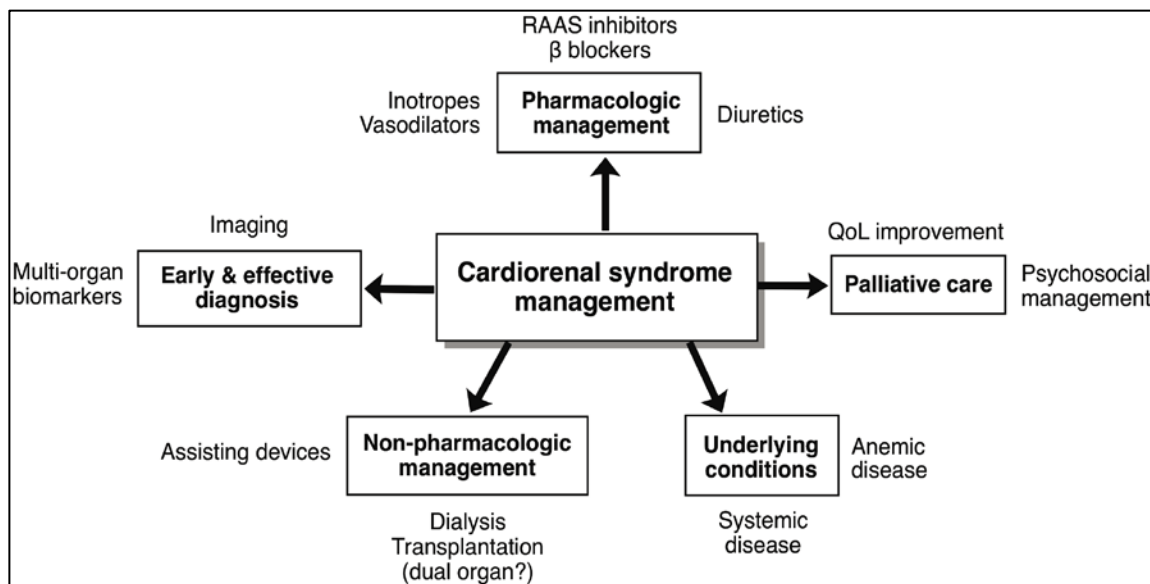 RAAS inhibitors
β blockers
Inotropes
Vasodilators
Pharmacologic
management
Diuretics
Imaging
Multi-organ
biomarkers
Early & effective
diagnosis
Cardiorenal syndrome
management
QoL improvement
Palliative care
Psychosocial
management
Assisting devices
Non-pharmacologic
management
Dialysis
Transplantation
(dual organ?)
Underlying
conditions
Anemic
disease
Systemic
disease